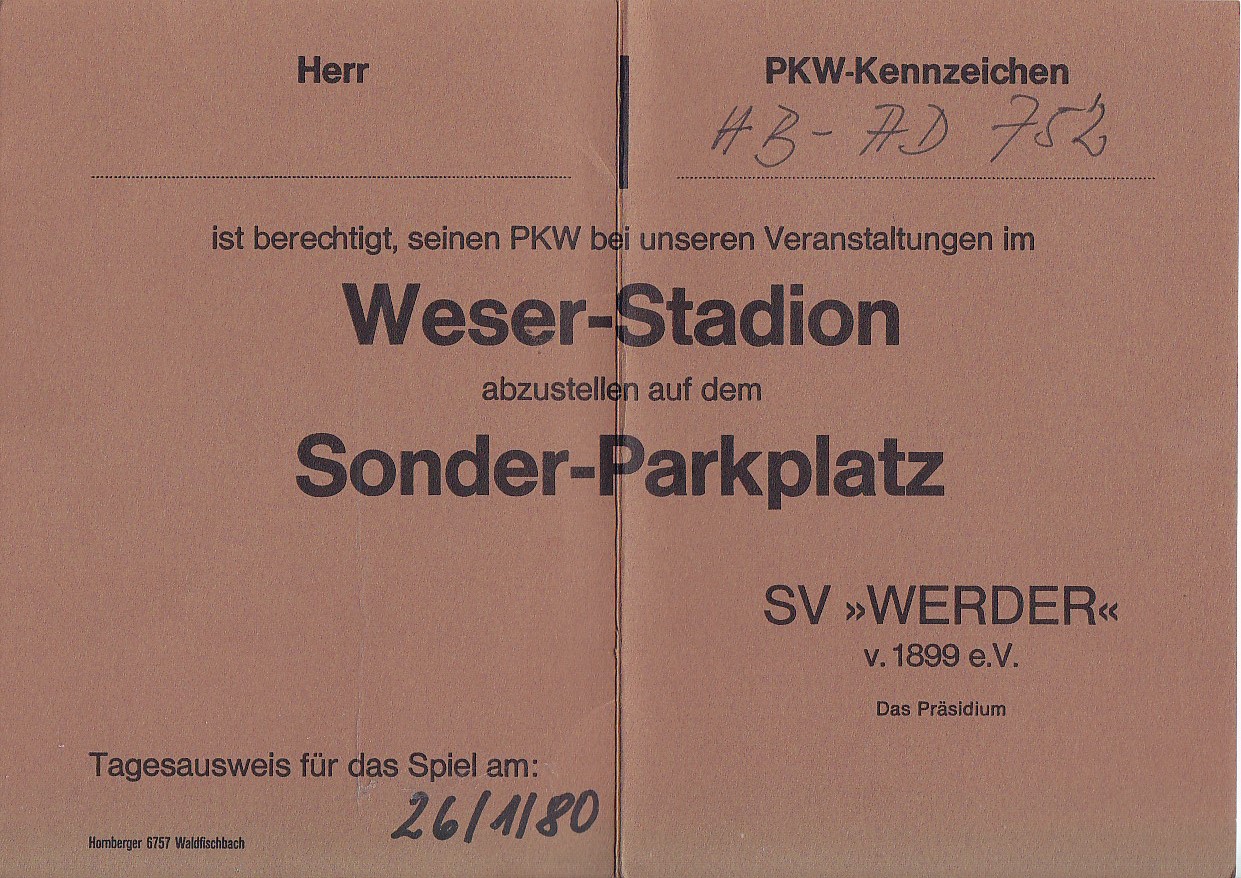 Herr
PKW-Kennzeichen
HB - AD 752
ist berechtigt, seinen PKW bei unseren Veranstaltungen im
Weser-Stadion
abzustellen auf dem
Sonder-Parkplatz
SV »WERDER«
v. 1899 e.V.
Das Präsidium
Tagesausweis für das Spiel am:
26/1/80
Homberger 6757 Waldfischbach